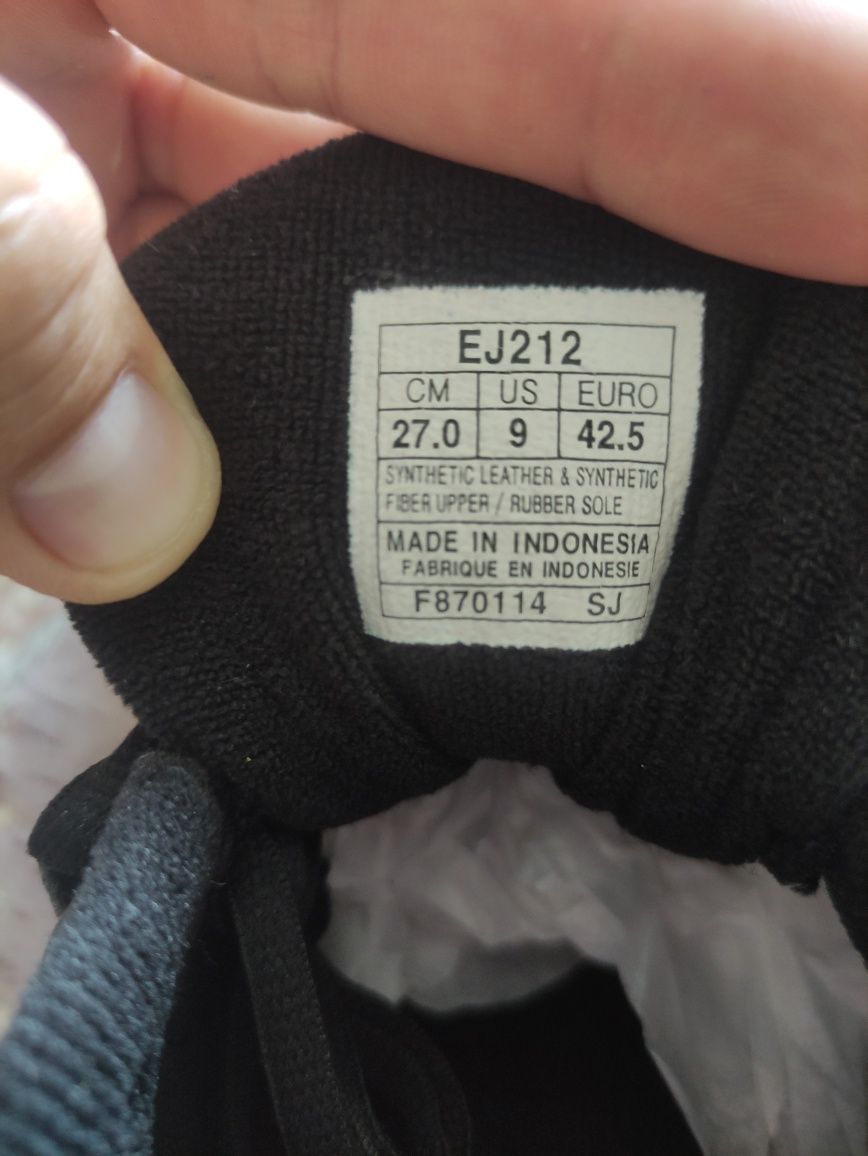 EJ212
CM US EURO
27.0 9 42.5
SYNTHETIC LEATHER & SYNTHETIC
FIBER UPPER / RUBBER SOLE
MADE IN INDONESIA
FABRIQUE EN INDONESIE
F870114 SJ